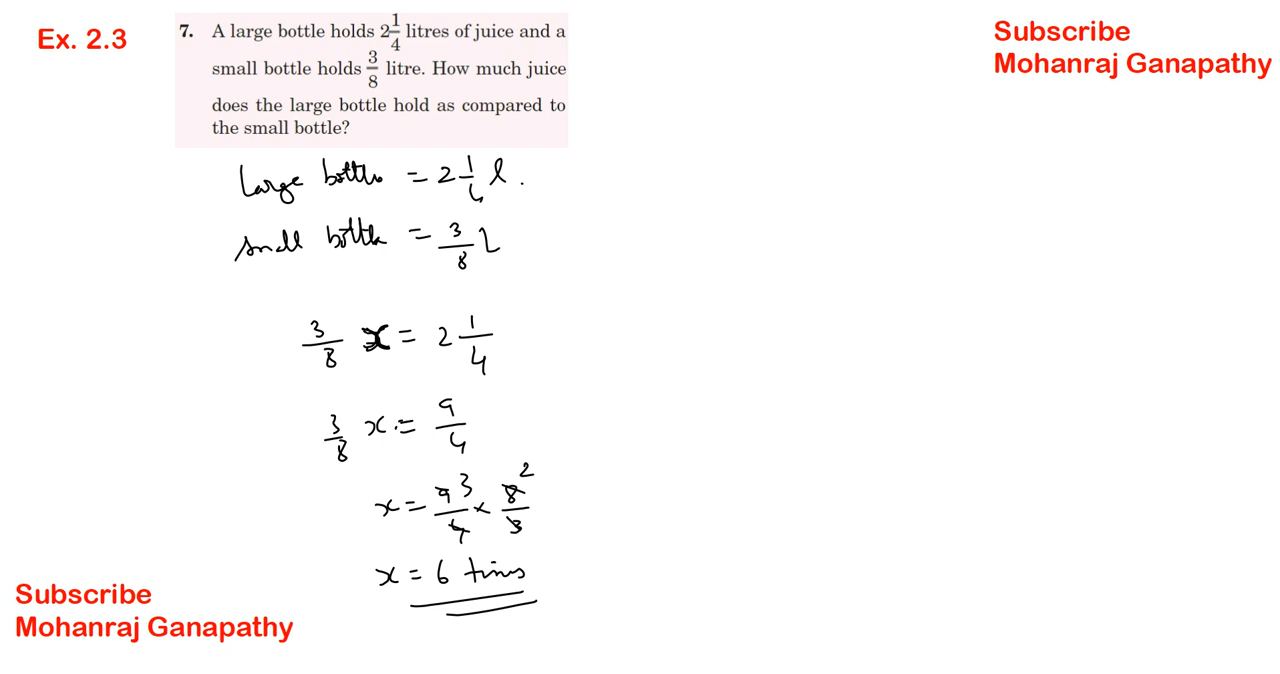 Ex. 2.3
Subscribe
Mohanraj Ganapathy
7. A large bottle holds 2 1/4 litres of juice and a
small bottle holds 3/8 litre. How much juice
does the large bottle hold as compared to
the small bottle?
Large bottle = 2 1/4 l.
small bottle = 3/8 l
3/8 x = 2 1/4
3/8 x = 9/4
x = 9/4 3 × 8/3 2
x = 6 times
Subscribe
Mohanraj Ganapathy